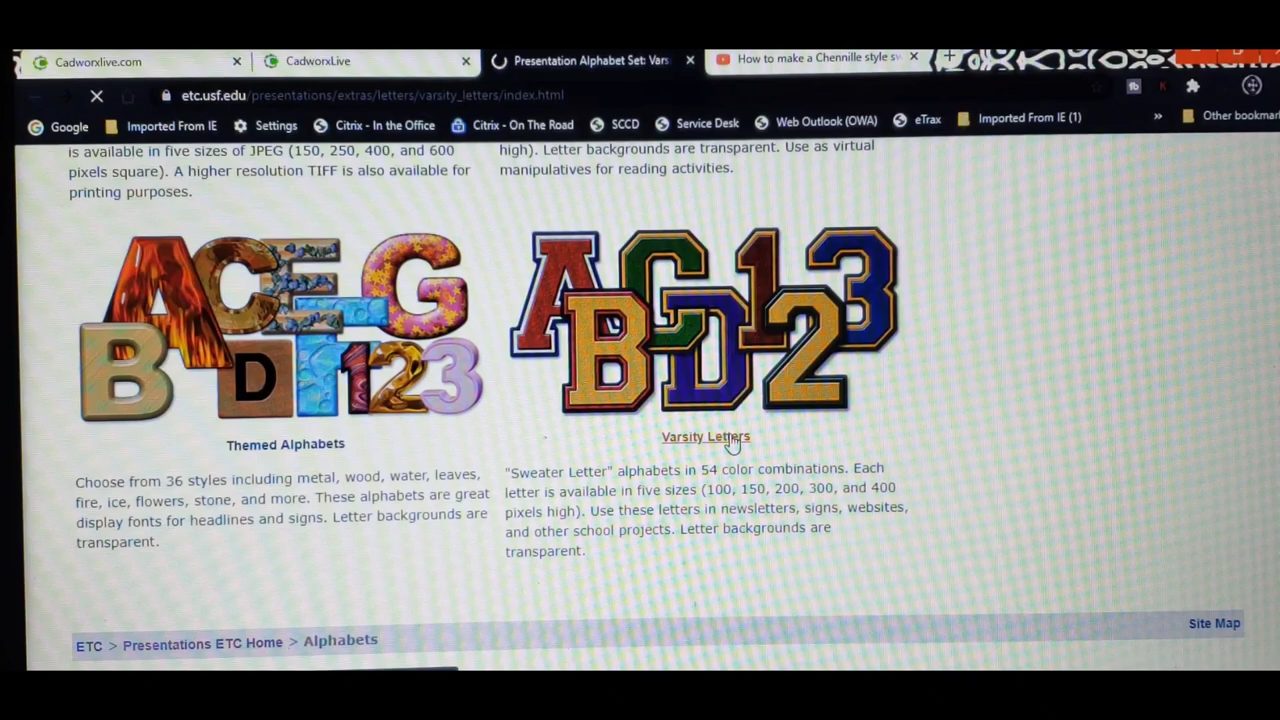 Cadworxlive.com
CadworxLive
Presentation Alphabet Set: Vars
How to make a Chennille style sw
etc.usf.edu/presentations/extras/letters/varsity_letters/index.html
Google
Imported From IE
Settings
Citrix - In the Office
Citrix - On The Road
SCCD
Service Desk
Web Outlook (OWA)
eTrax
Imported From IE (1)
»
Other bookmar
is available in five sizes of JPEG (150, 250, 400, and 600
pixels square). A higher resolution TIFF is also available for
printing purposes.
high). Letter backgrounds are transparent. Use as virtual
manipulatives for reading activities.
A C E G
B D I 1 2 3
A G 1 3
B D 2
Themed Alphabets
Choose from 36 styles including metal, wood, water, leaves,
fire, ice, flowers, stone, and more. These alphabets are great
display fonts for headlines and signs. Letter backgrounds are
transparent.
Varsity Letters
"Sweater Letter" alphabets in 54 color combinations. Each
letter is available in five sizes (100, 150, 200, 300, and 400
pixels high). Use these letters in newsletters, signs, websites,
and other school projects. Letter backgrounds are
transparent.
ETC > Presentations ETC Home > Alphabets
Site Map